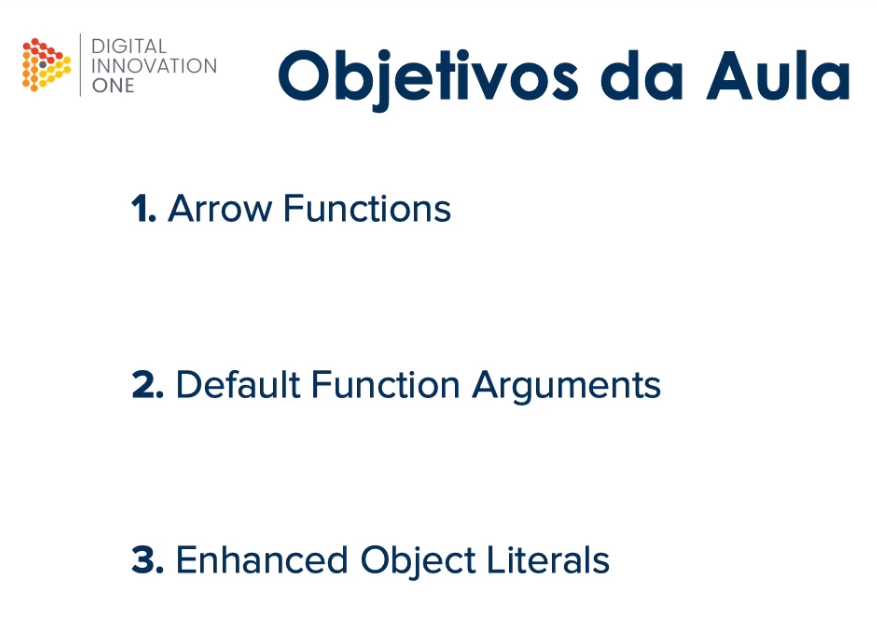 DIGITAL
INNOVATION
ONE
Objetivos da Aula
1. Arrow Functions
2. Default Function Arguments
3. Enhanced Object Literals